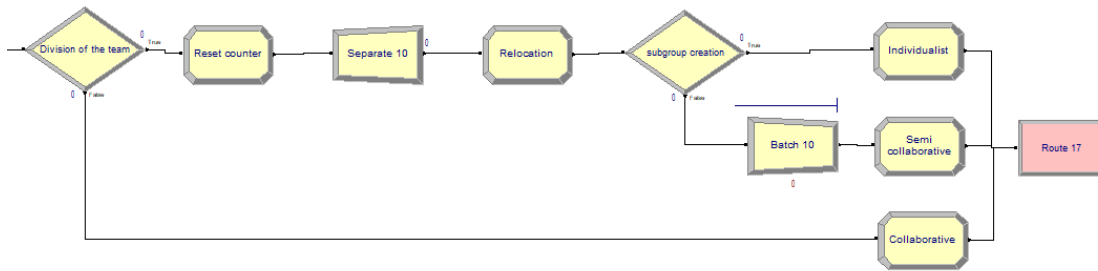 Division of the team
0
True
0
False
Reset counter
Separate 10
0
Relocation
subgroup creation
0
True
0
False
Individualist
Batch 10
0
Semi
collaborative
Collaborative
Route 17